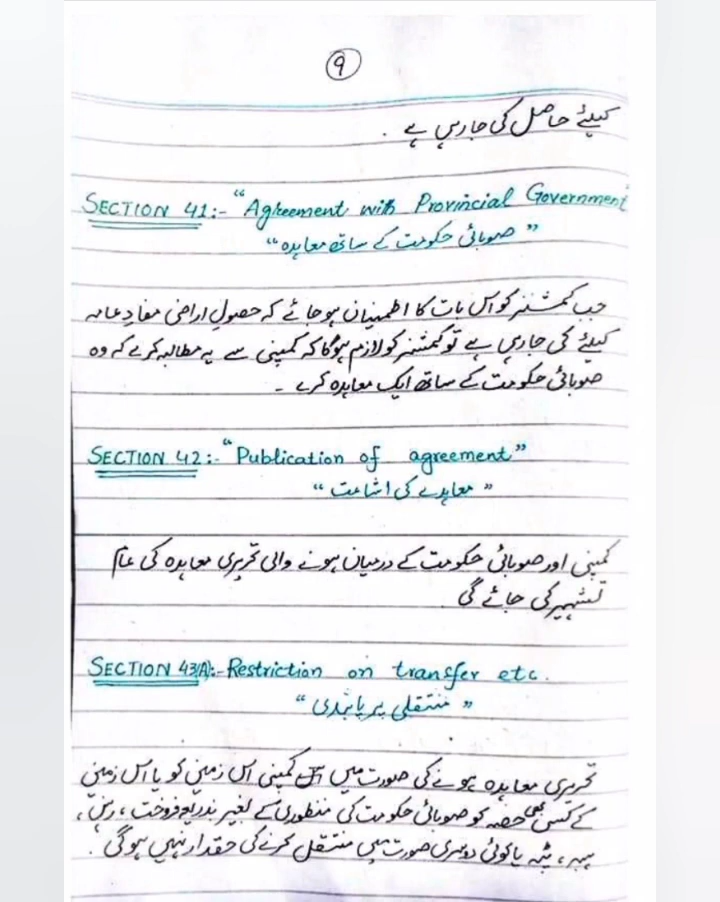 9
کیلئے حاصل کی جارہی ہے ۔
SECTION 41:- "Agreement with Provincial Government
"صوبائی حکومت کے ساتھ معاہدہ"
جب کمشنر کو اس بات کا اطمینان ہوجائے کہ حصولِ اراضی مفادِ عامہ
کیلئے کی جارہی ہے تو کمشنر کو لازم ہوگا کہ کمپنی سے یہ مطالبہ کرے کہ وہ
صوبائی حکومت کے ساتھ ایک معاہدہ کرے ۔
SECTION 42:- "Publication of agreement"
"معاہدے کی اشاعت"
کمپنی اور صوبائی حکومت کے درمیان ہونے والی تحریری معاہدہ کی عام
تشہیر کی جائے گی
SECTION 43(A):- Restriction on transfer etc.
"منتقلی پر پابندی"
تحریری معاہدہ ہونے کی صورت میں کمپنی اس زمین کو یا اس زمین
کے کسی بھی حصہ کو صوبائی حکومت کی منظوری کے بغیر بذریعہ فروخت ، رہن ،
ہبہ ، پٹہ یا کوئی دوسری صورت میں منتقل کرنے کی حقدار نہیں ہوگی ۔